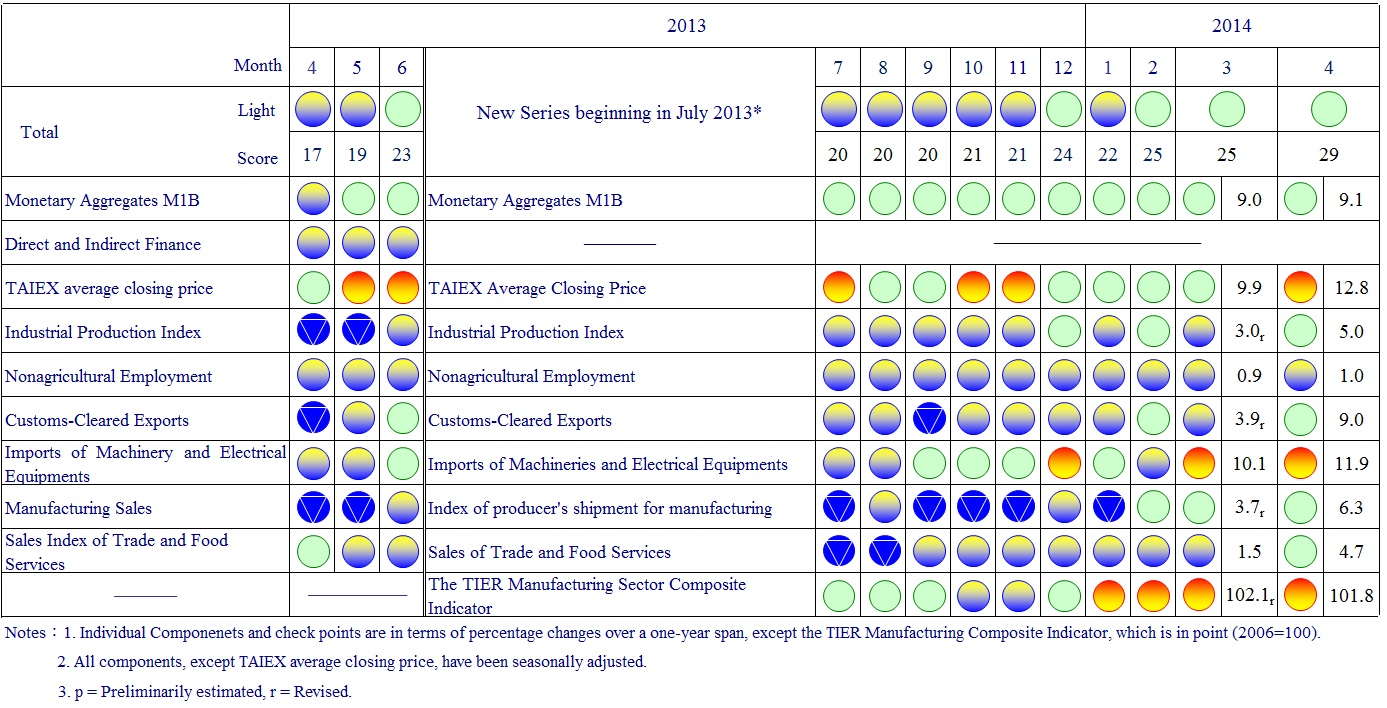 2013 2014
Month 4 5 6 7 8 9 10 11 12 1 2 3 4
Total Light New Series beginning in July 2013*
Score 17 19 23 20 20 20 21 21 24 22 25 25 29
Monetary Aggregates M1B Monetary Aggregates M1B 9.0 9.1
Direct and Indirect Finance
TAIEX average closing price TAIEX Average Closing Price 9.9 12.8
Industrial Production Index Industrial Production Index 3.0r 5.0
Nonagricultural Employment Nonagricultural Employment 0.9 1.0
Customs-Cleared Exports Customs-Cleared Exports 3.9r 9.0
Imports of Machinery and Electrical
Equipments Imports of Machineries and Electrical Equipments 10.1 11.9
Manufacturing Sales Index of producer's shipment for manufacturing 3.7r 6.3
Sales Index of Trade and Food
Services Sales of Trade and Food Services 1.5 4.7
The TIER Manufacturing Sector Composite
Indicator 102.1r 101.8
Notes：1. Individual Componenets and check points are in terms of percentage changes over a one-year span, except the TIER Manufacturing Composite Indicator, which is in point (2006=100).
2. All components, except TAIEX average closing price, have been seasonally adjusted.
3. p = Preliminarily estimated, r = Revised.